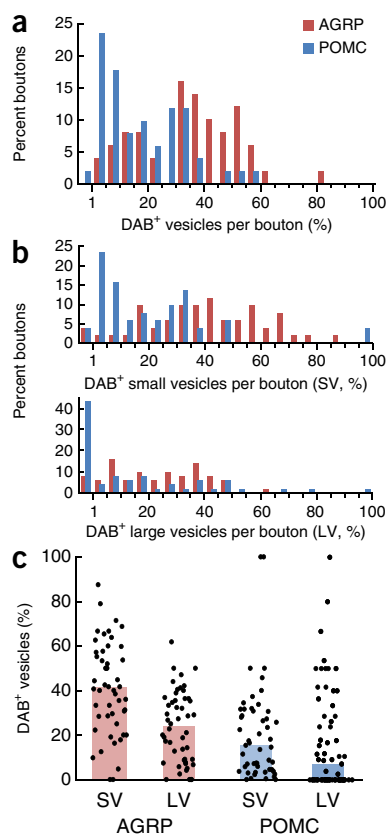 a
AGRP
POMC
Percent boutons
25
20
15
10
5
0
1 20 40 60 80 100
DAB+ vesicles per bouton (%)
b
Percent boutons
25
20
15
10
5
0
1 20 40 60 80 100
DAB+ small vesicles per bouton (SV, %)
40
30
20
10
0
1 20 40 60 80 100
DAB+ large vesicles per bouton (LV, %)
c
DAB+ vesicles (%)
100
80
60
40
20
0
SV LV SV LV
AGRP POMC